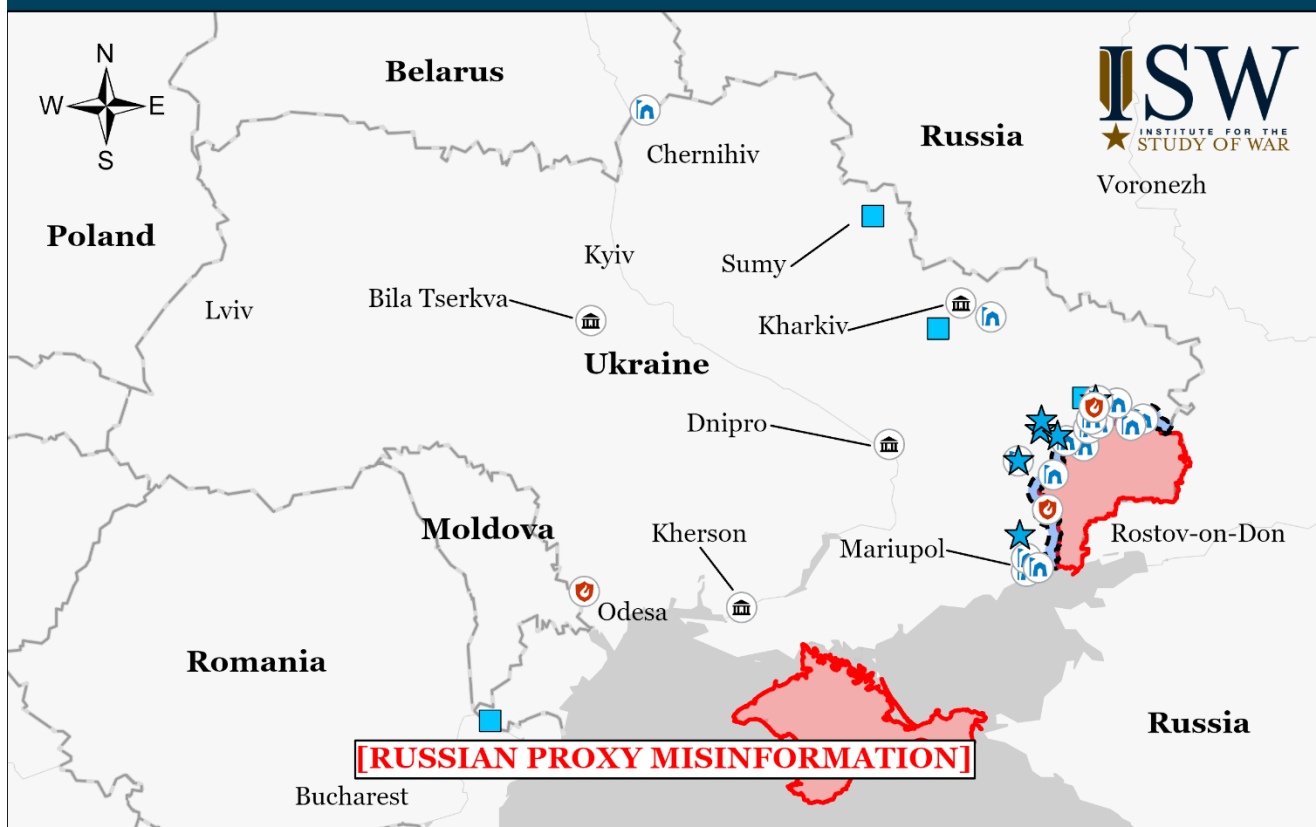 N
W
E
S
Belarus
Russia
ISW
INSTITUTE FOR THE
STUDY OF WAR
Chernihiv
Voronezh
Poland
Kyiv
Sumy
Lviv
Bila Tserkva
Kharkiv
Ukraine
Dnipro
Moldova
Kherson
Mariupol
Rostov-on-Don
Odesa
Romania
Russia
[RUSSIAN PROXY MISINFORMATION]
Bucharest